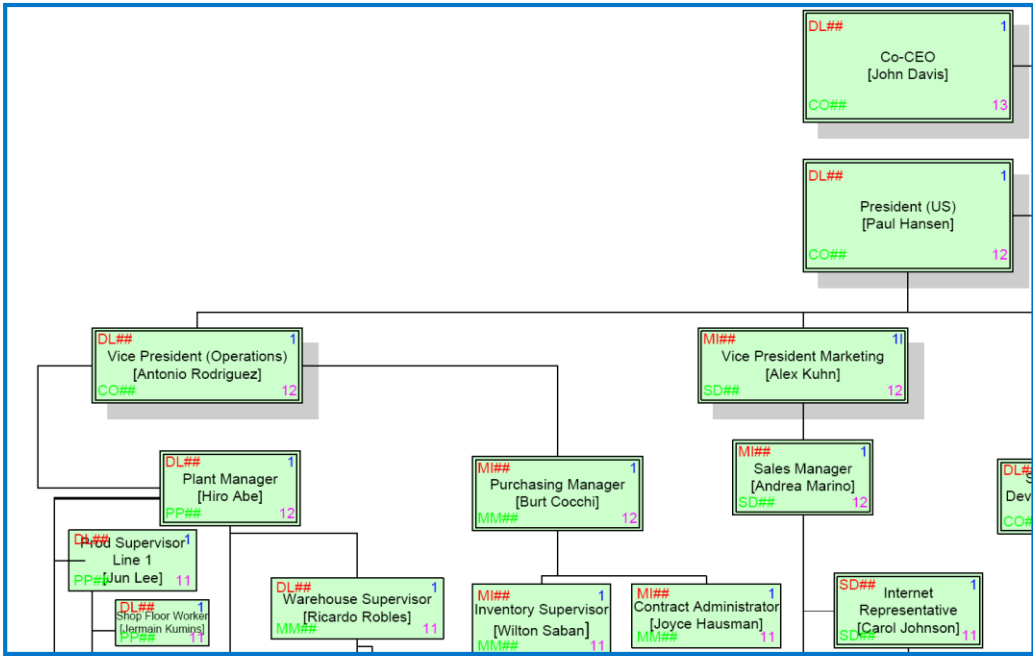 DL## 1
Co-CEO
[John Davis]
CO## 13
DL## 1
President (US)
[Paul Hansen]
CO## 12
DL## 1
Vice President (Operations)
[Antonio Rodriguez]
CO## 12
MI## 1I
Vice President Marketing
[Alex Kuhn]
SD## 12
DL## 1
Plant Manager
[Hiro Abe]
PP## 12
MI## 1
Purchasing Manager
[Burt Cocchi]
MM## 12
MI## 1
Sales Manager
[Andrea Marino]
SD## 12
DL#
Dev
CO#
DL## 1
Prod Supervisor
Line 1
[Jun Lee]
PP## 11
DL## 1
Shop Floor Worker
[Jermain Kumins]
PP## 11
DL## 1
Warehouse Supervisor
[Ricardo Robles]
MM## 11
MI## 1
Inventory Supervisor
[Wilton Saban]
MM## 11
MI## 1
Contract Administrator
[Joyce Hausman]
MM## 11
SD## 1
Internet
Representative
[Carol Johnson]
SD## 11